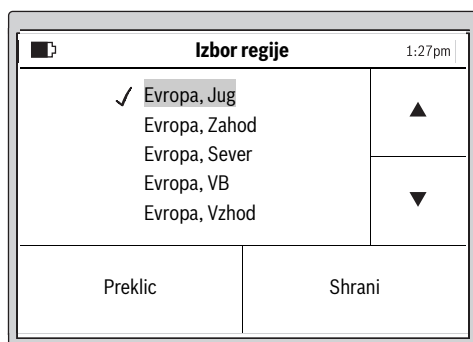 Izbor regije 1:27pm
Evropa, Jug
Evropa, Zahod
Evropa, Sever
Evropa, VB
Evropa, Vzhod
Preklic Shrani